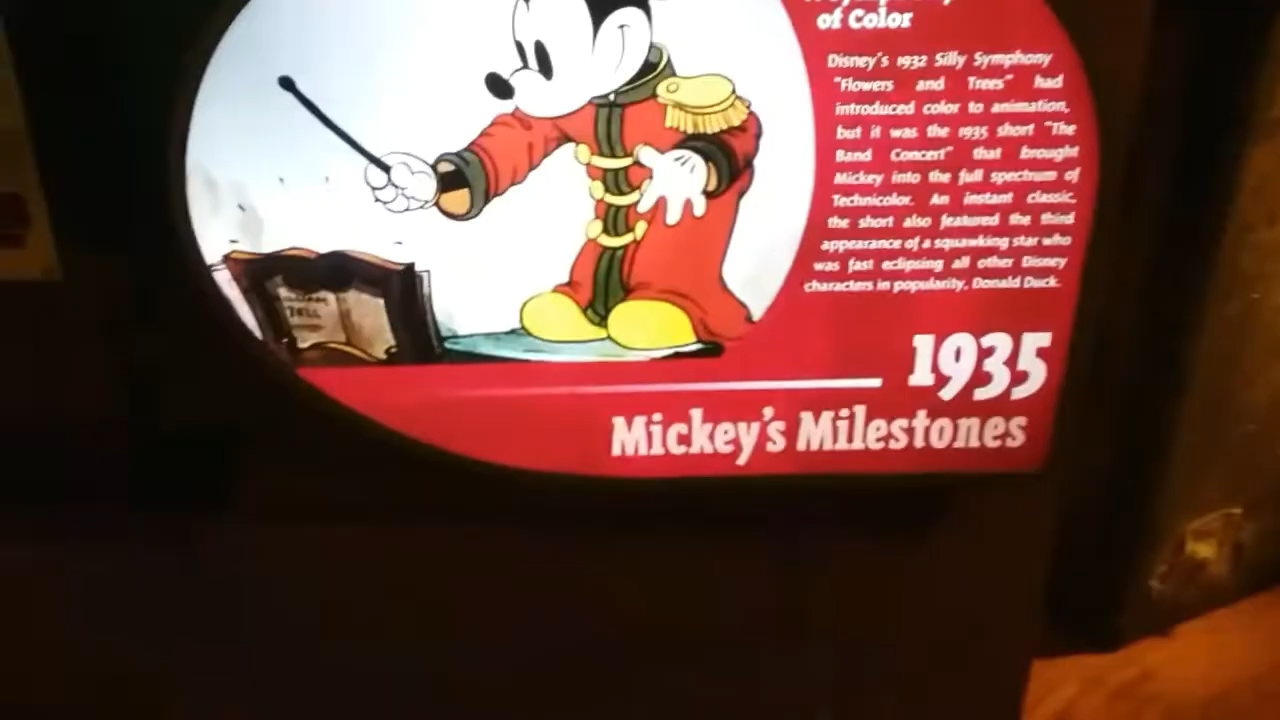 of Color
Disney's 1932 Silly Symphony
"Flowers and Trees" had
introduced color to animation,
but it was the 1935 short "The
Band Concert" that brought
Mickey into the full spectrum of
Technicolor. An instant classic,
the short also featured the third
appearance of a squawking star who
was fast eclipsing all other Disney
characters in popularity, Donald Duck.
1935
Mickey's Milestones
TELL